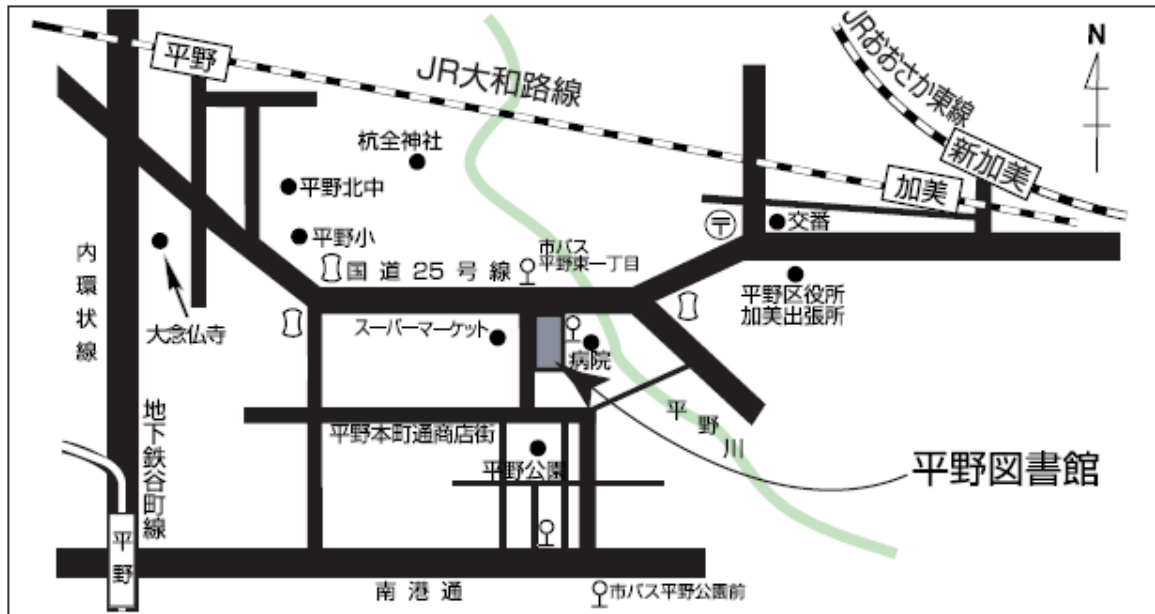 平野
JR大和路線
JRおおさか東線
N
新加美
加美
杭全神社
平野北中
平野小
〒
交番
市バス
平野東一丁目
国道25号線
内環状線
大念仏寺
スーパーマーケット
病院
平野区役所
加美出張所
地下鉄谷町線
平野本町通商店街
平野川
平野公園
平野図書館
平野
南港通
市バス平野公園前